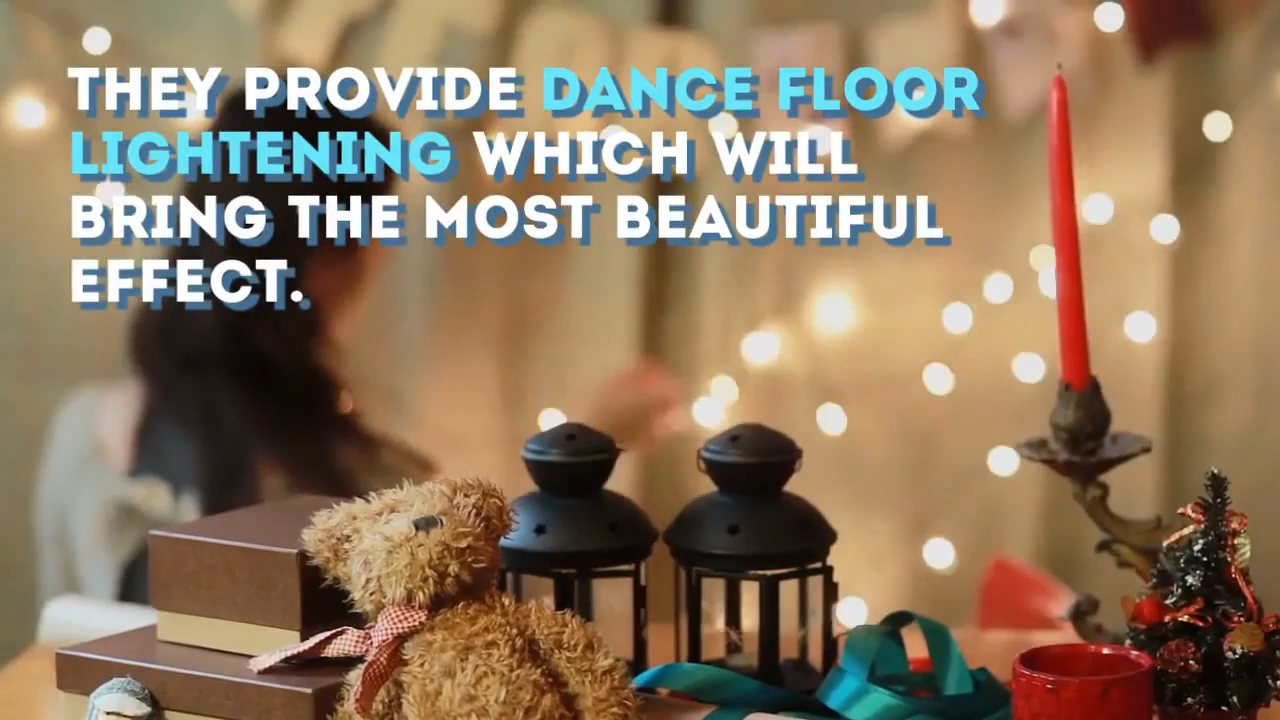 THEY PROVIDE DANCE FLOOR
LIGHTENING WHICH WILL
BRING THE MOST BEAUTIFUL
EFFECT.